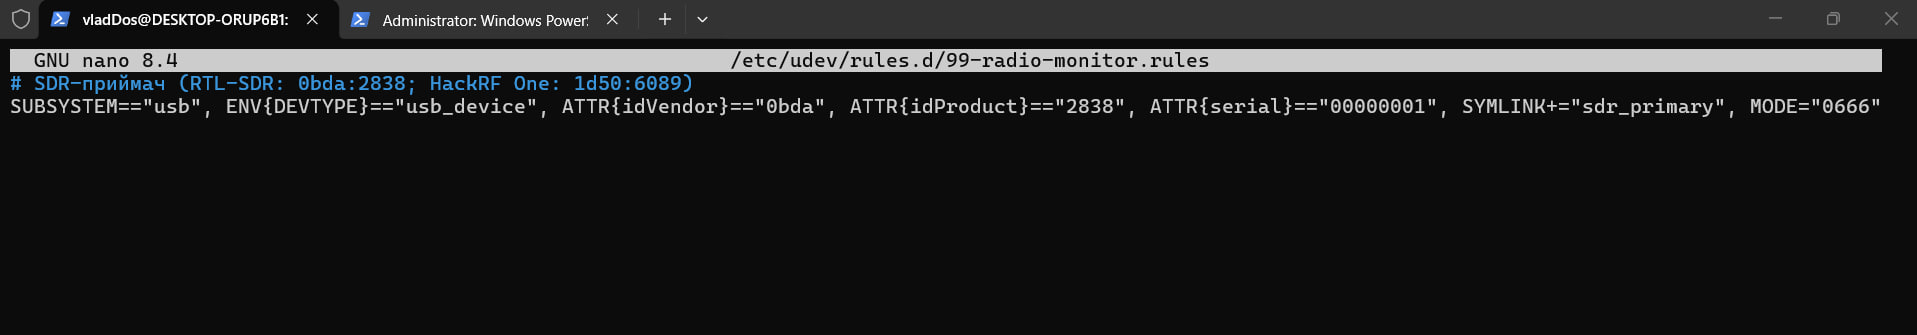 vladDos@DESKTOP-ORUP6B1:
Administrator: Windows PowerS
GNU nano 8.4 /etc/udev/rules.d/99-radio-monitor.rules
# SDR-приймач (RTL-SDR: 0bda:2838; HackRF One: 1d50:6089)
SUBSYSTEM=="usb", ENV{DEVTYPE}=="usb_device", ATTR{idVendor}=="0bda", ATTR{idProduct}=="2838", ATTR{serial}=="00000001", SYMLINK+="sdr_primary", MODE="0666"